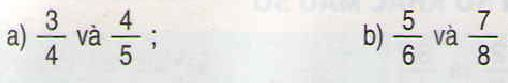 a) 3/4 và 4/5 ; b) 5/6 và 7/8